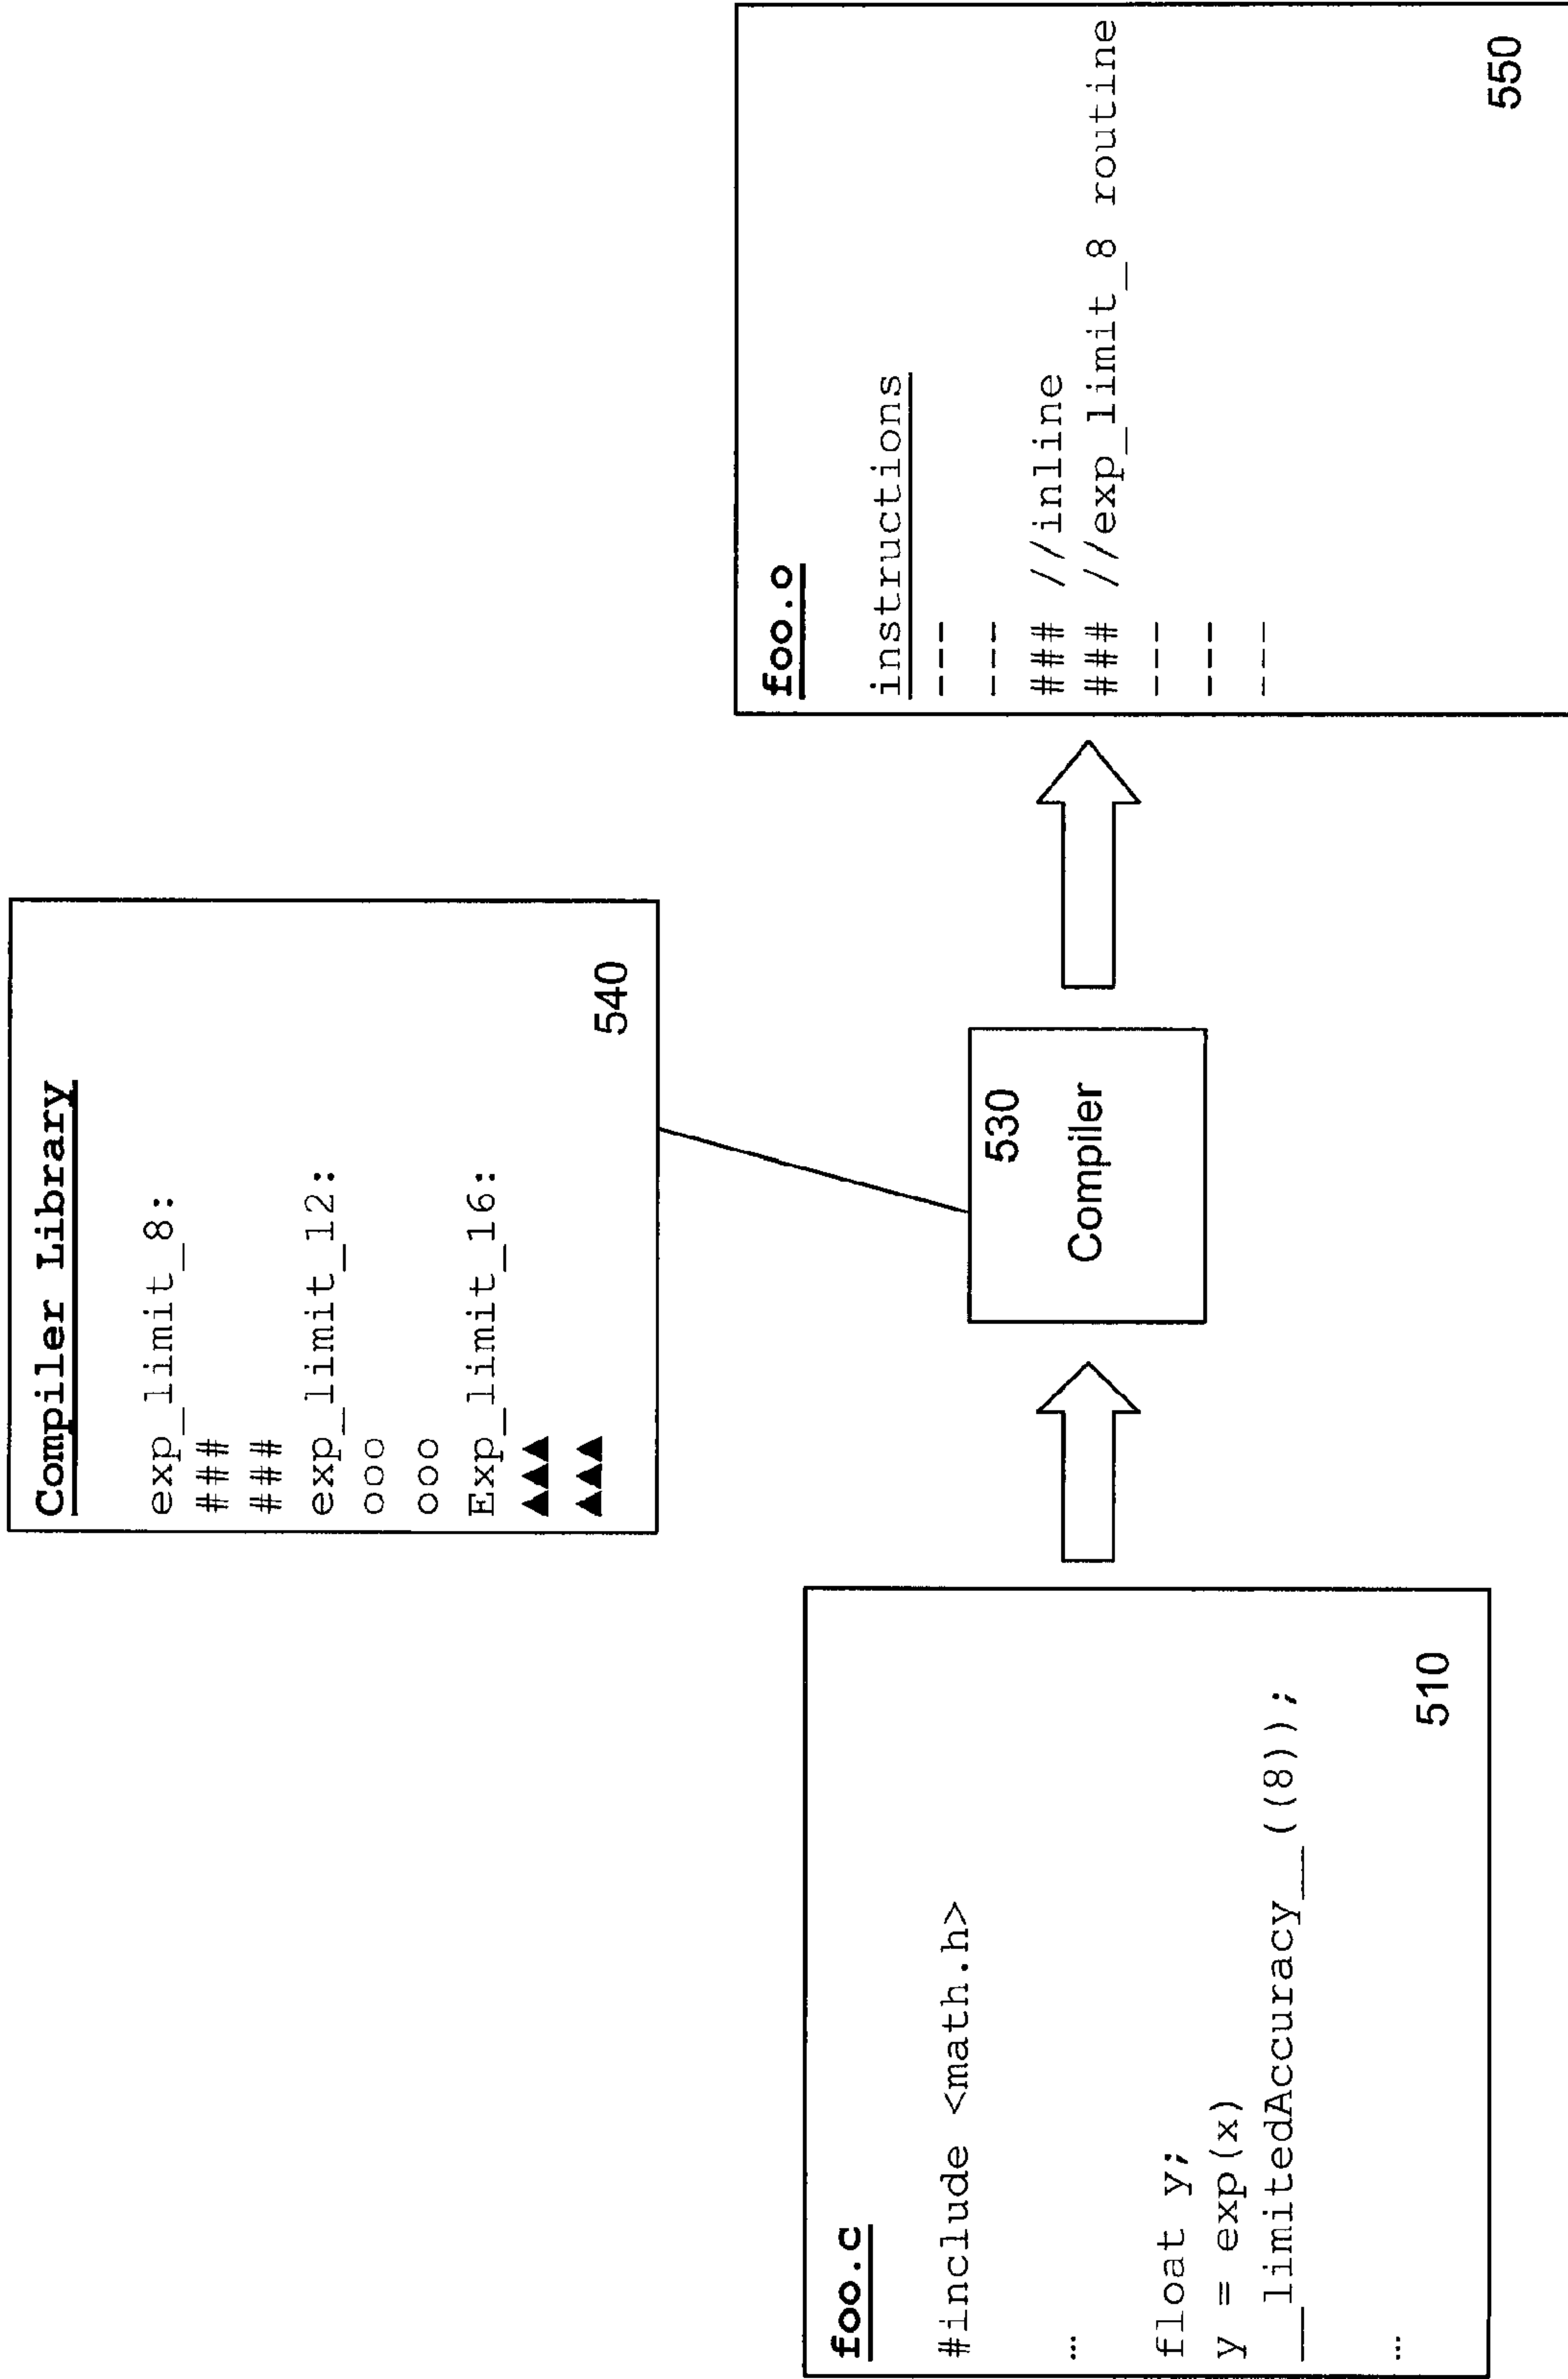 Compiler Library
exp_limit_8:
###
###
exp_limit_12:
ooo
ooo
Exp_limit_16:
▲▲▲
▲▲▲
540
foo.c
#include <math.h>
...
float y;
y = exp(x)
__limitedAccuracy__((8));
...
510
530
Compiler
foo.o
instructions
---
---
### //inline
### //exp_limit_8 routine
---
---
---
550